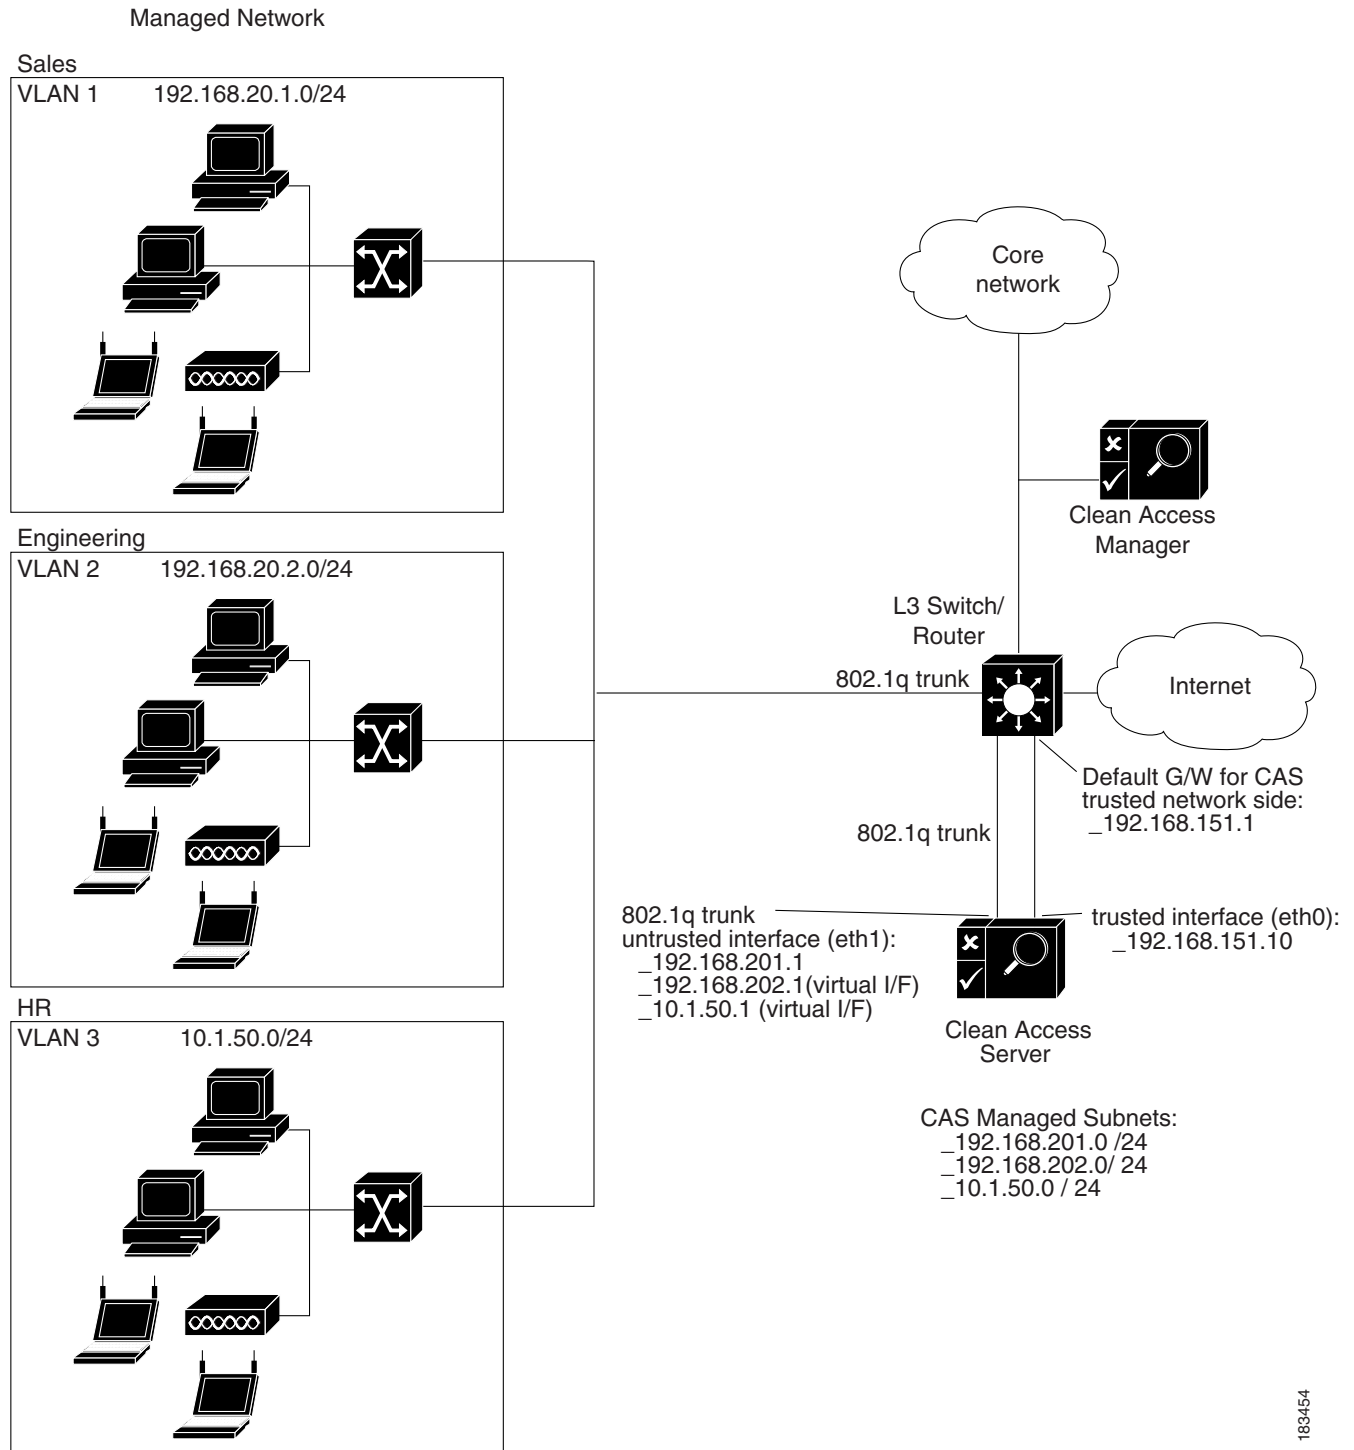 Managed Network
Sales
VLAN 1 192.168.20.1.0/24
Engineering
VLAN 2 192.168.20.2.0/24
HR
VLAN 3 10.1.50.0/24
Core
network
Clean Access
Manager
L3 Switch/
Router
802.1q trunk
Internet
Default G/W for CAS
trusted network side:
_192.168.151.1
802.1q trunk
802.1q trunk
untrusted interface (eth1):
_192.168.201.1
_192.168.202.1(virtual I/F)
_10.1.50.1 (virtual I/F)
trusted interface (eth0):
_192.168.151.10
Clean Access
Server
CAS Managed Subnets:
_192.168.201.0 /24
_192.168.202.0/ 24
_10.1.50.0 / 24
183454